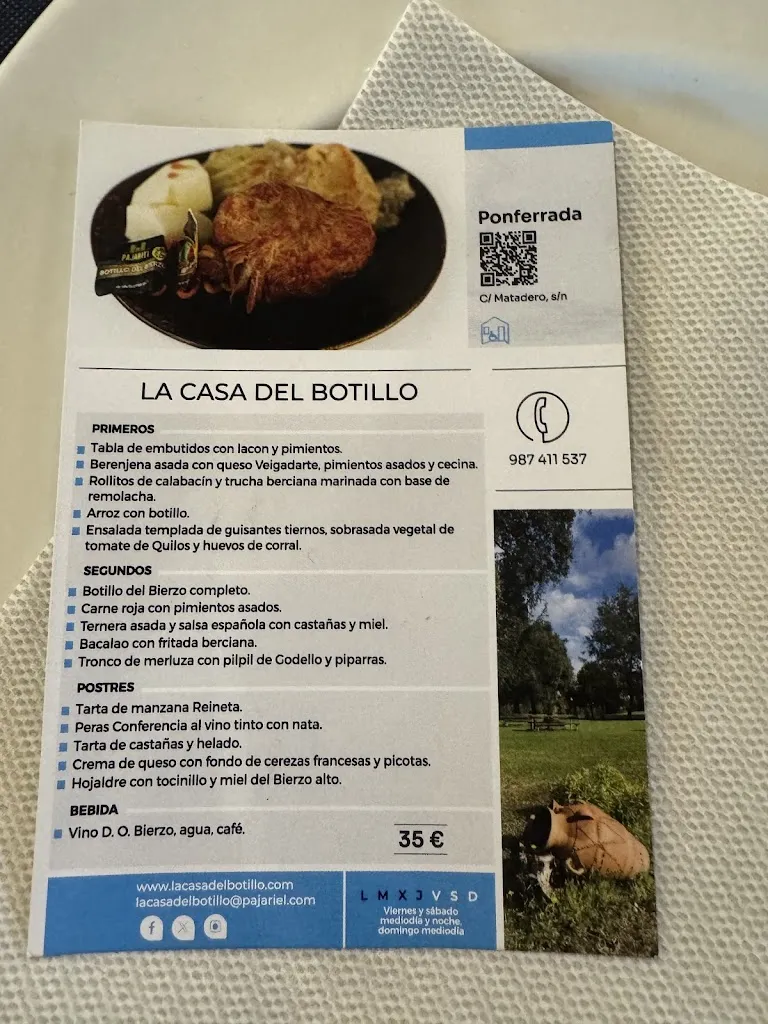 PAJARIEL
BOTILLO DEL BIERZO
Ponferrada
C/ Matadero, s/n
LA CASA DEL BOTILLO
987 411 537
PRIMEROS
Tabla de embutidos con lacon y pimientos.
Berenjena asada con queso Veigadarte, pimientos asados y cecina.
Rollitos de calabacín y trucha berciana marinada con base de
remolacha.
Arroz con botillo.
Ensalada templada de guisantes tiernos, sobrasada vegetal de
tomate de Quilos y huevos de corral.
SEGUNDOS
Botillo del Bierzo completo.
Carne roja con pimientos asados.
Ternera asada y salsa española con castañas y miel.
Bacalao con fritada berciana.
Tronco de merluza con pilpil de Godello y piparras.
POSTRES
Tarta de manzana Reineta.
Peras Conferencia al vino tinto con nata.
Tarta de castañas y helado.
Crema de queso con fondo de cerezas francesas y picotas.
Hojaldre con tocinillo y miel del Bierzo alto.
BEBIDA
Vino D. O. Bierzo, agua, café.
35 €
www.lacasadelbotillo.com
lacasadelbotillo@pajariel.com
L M X J V S D
Viernes y sábado
mediodía y noche,
domingo mediodía